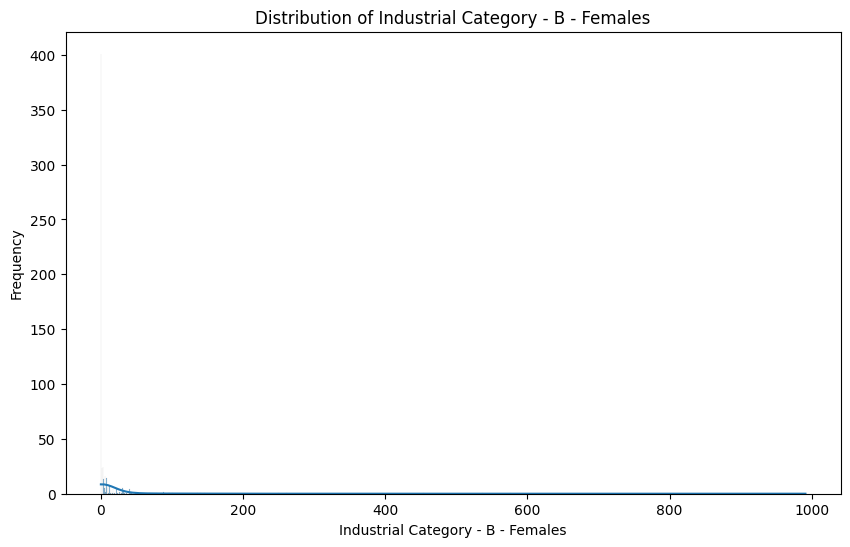 Distribution of Industrial Category - B - Females
400
350
300
250
200
150
100
50
0
Frequency
0 200 400 600 800 1000
Industrial Category - B - Females